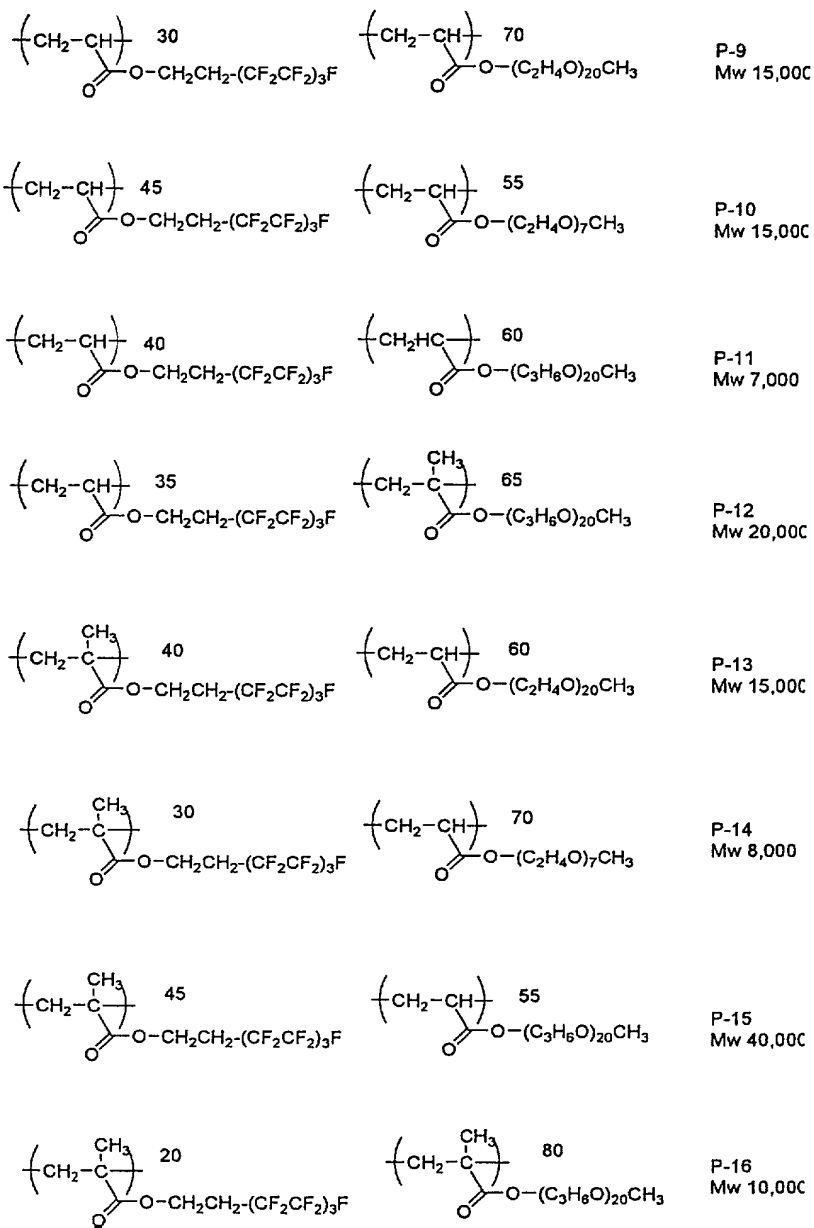 -(CH₂-CH)- 30 -(CH₂-CH)- 70 P-9
O O-CH₂CH₂-(CF₂CF₂)₃F O O-(C₂H₄O)₂₀CH₃ Mw 15,000
-(CH₂-CH)- 45 -(CH₂-CH)- 55 P-10
O O-CH₂CH₂-(CF₂CF₂)₃F O O-(C₂H₄O)₇CH₃ Mw 15,000
-(CH₂-CH)- 40 -(CH₂HC)- 60 P-11
O O-CH₂CH₂-(CF₂CF₂)₃F O O-(C₃H₆O)₂₀CH₃ Mw 7,000
CH₃
-(CH₂-CH)- 35 -(CH₂-C)- 65 P-12
O O-CH₂CH₂-(CF₂CF₂)₃F O O-(C₃H₆O)₂₀CH₃ Mw 20,000
CH₃
-(CH₂-C)- 40 -(CH₂-CH)- 60 P-13
O O-CH₂CH₂-(CF₂CF₂)₃F O O-(C₂H₄O)₂₀CH₃ Mw 15,000
CH₃
-(CH₂-C)- 30 -(CH₂-CH)- 70 P-14
O O-CH₂CH₂-(CF₂CF₂)₃F O O-(C₂H₄O)₇CH₃ Mw 8,000
CH₃
-(CH₂-C)- 45 -(CH₂-CH)- 55 P-15
O O-CH₂CH₂-(CF₂CF₂)₃F O O-(C₃H₆O)₂₀CH₃ Mw 40,000
CH₃ CH₃
-(CH₂-C)- 20 -(CH₂-C)- 80 P-16
O O-CH₂CH₂-(CF₂CF₂)₃F O O-(C₃H₆O)₂₀CH₃ Mw 10,000